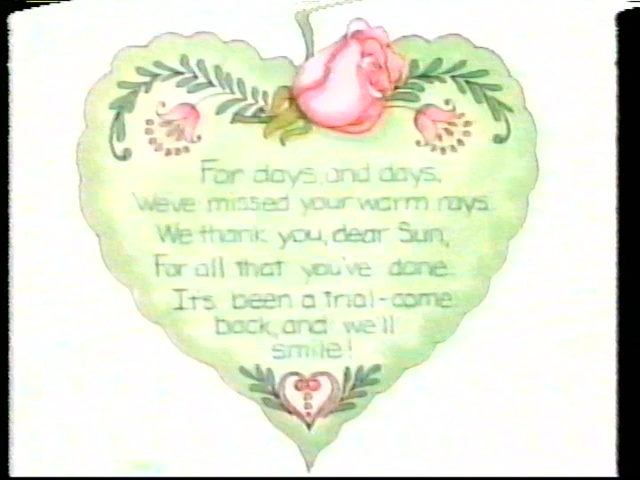 For days, and days,
We've missed your warm rays.
We thank you, dear Sun,
For all that you've done.
It's been a trial-come
back, and we'll
smile!